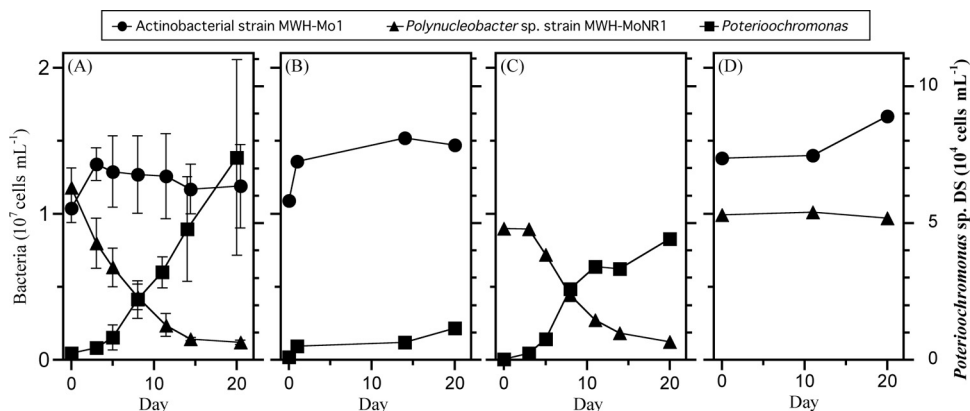 Actinobacterial strain MWH-Mo1 Polynucleobacter sp. strain MWH-MoNR1 Poterioochromonas
(A) (B) (C) (D)
2
1
0
Bacteria (10⁷ cells mL⁻¹)
10
5
0
Poterioochromonas sp. DS (10⁴ cells mL⁻¹)
0 10 20 0 10 20 0 10 20 0 10 20
Day Day Day Day